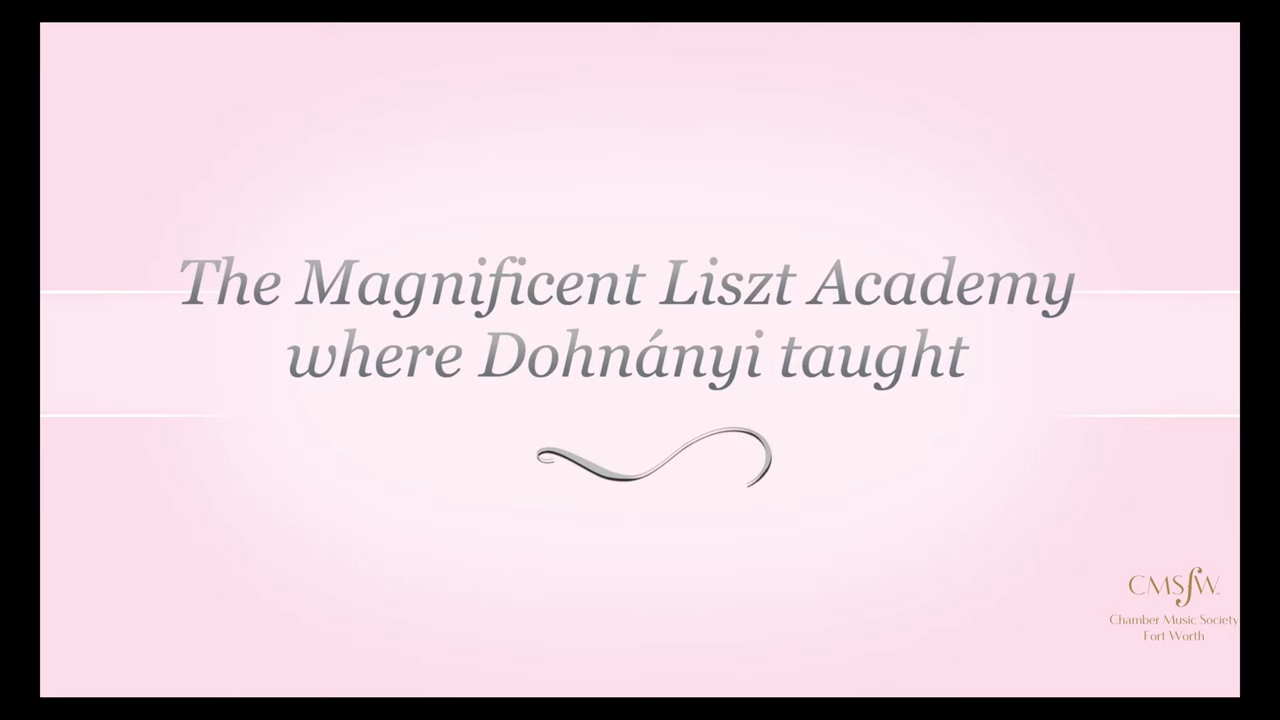 The Magnificent Liszt Academy
where Dohnányi taught
CMSfW
Chamber Music Society
Fort Worth